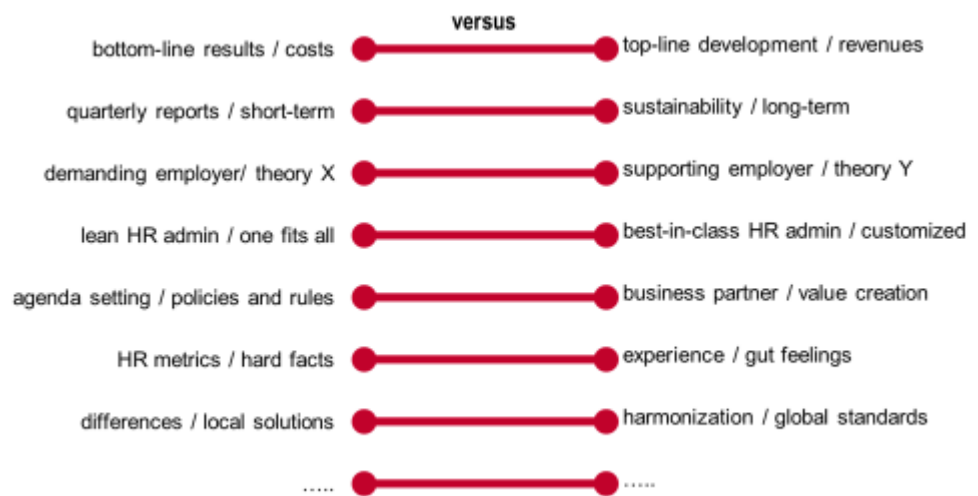 versus
bottom-line results / costs
top-line development / revenues
quarterly reports / short-term
sustainability / long-term
demanding employer/ theory X
supporting employer / theory Y
lean HR admin / one fits all
best-in-class HR admin / customized
agenda setting / policies and rules
business partner / value creation
HR metrics / hard facts
experience / gut feelings
differences / local solutions
harmonization / global standards
.....
.....